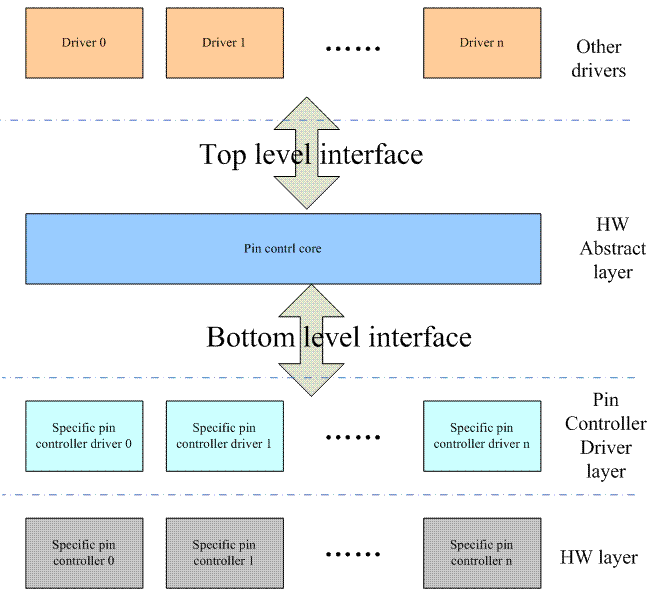 Driver 0
Driver 1
......
Driver n
Other
drivers
Top level interface
Pin contrl core
HW
Abstract
layer
Bottom level interface
Specific pin
controller driver 0
Specific pin
controller driver 1
......
Specific pin
controller driver n
Pin
Controller
Driver
layer
Specific pin
controller 0
Specific pin
controller 1
......
Specific pin
controller n
HW layer